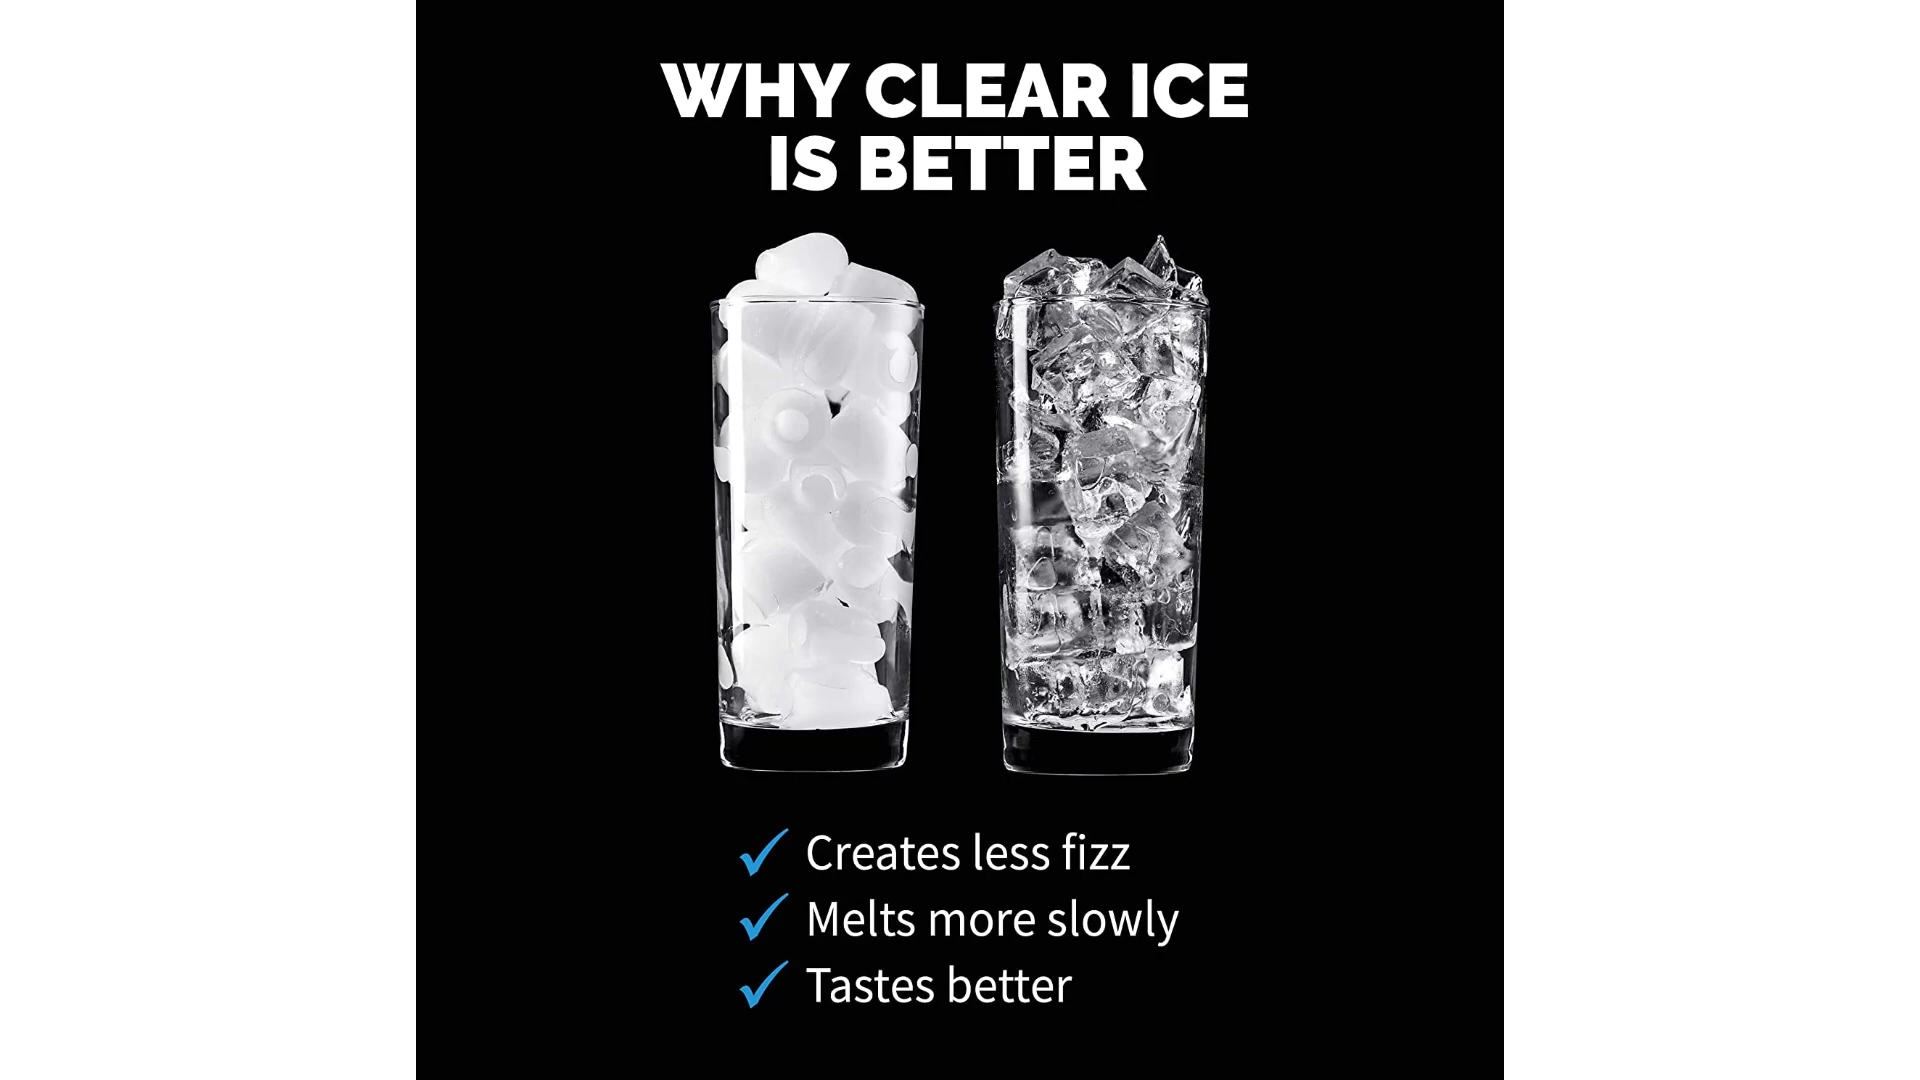 WHY CLEAR ICE
IS BETTER
Creates less fizz
Melts more slowly
Tastes better